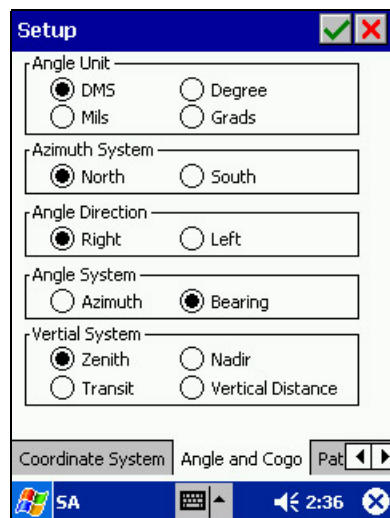 Setup
Angle Unit
DMS Degree
Mils Grads
Azimuth System
North South
Angle Direction
Right Left
Angle System
Azimuth Bearing
Vertial System
Zenith Nadir
Transit Vertical Distance
Coordinate System Angle and Cogo Pat
SA 2:36